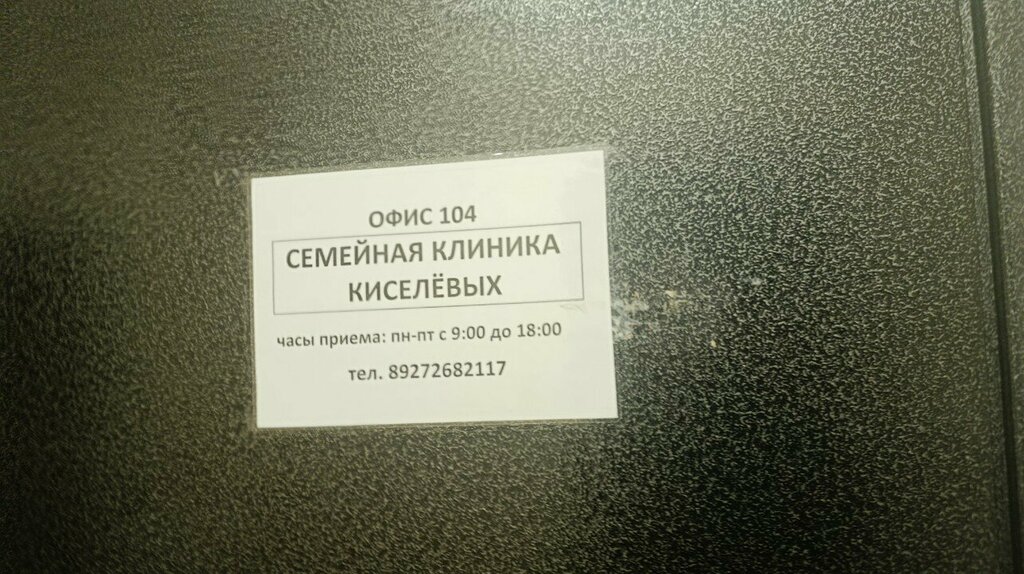 ОФИС 104
СЕМЕЙНАЯ КЛИНИКА
КИСЕЛЁВЫХ
часы приема: пн-пт с 9:00 до 18:00
тел. 89272682117